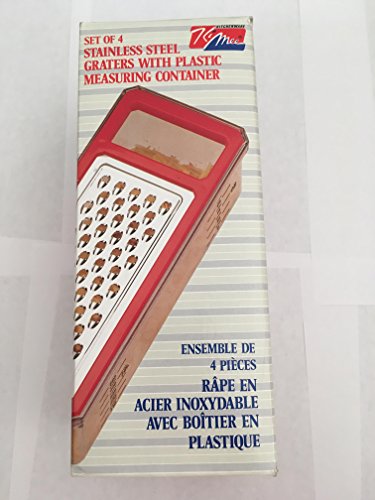 SET OF 4
STAINLESS STEEL
GRATERS WITH PLASTIC
MEASURING CONTAINER
KITCHENWARE
Mee
ENSEMBLE DE
4 PIÈCES
RÂPE EN
ACIER INOXYDABLE
AVEC BOÎTIER EN
PLASTIQUE